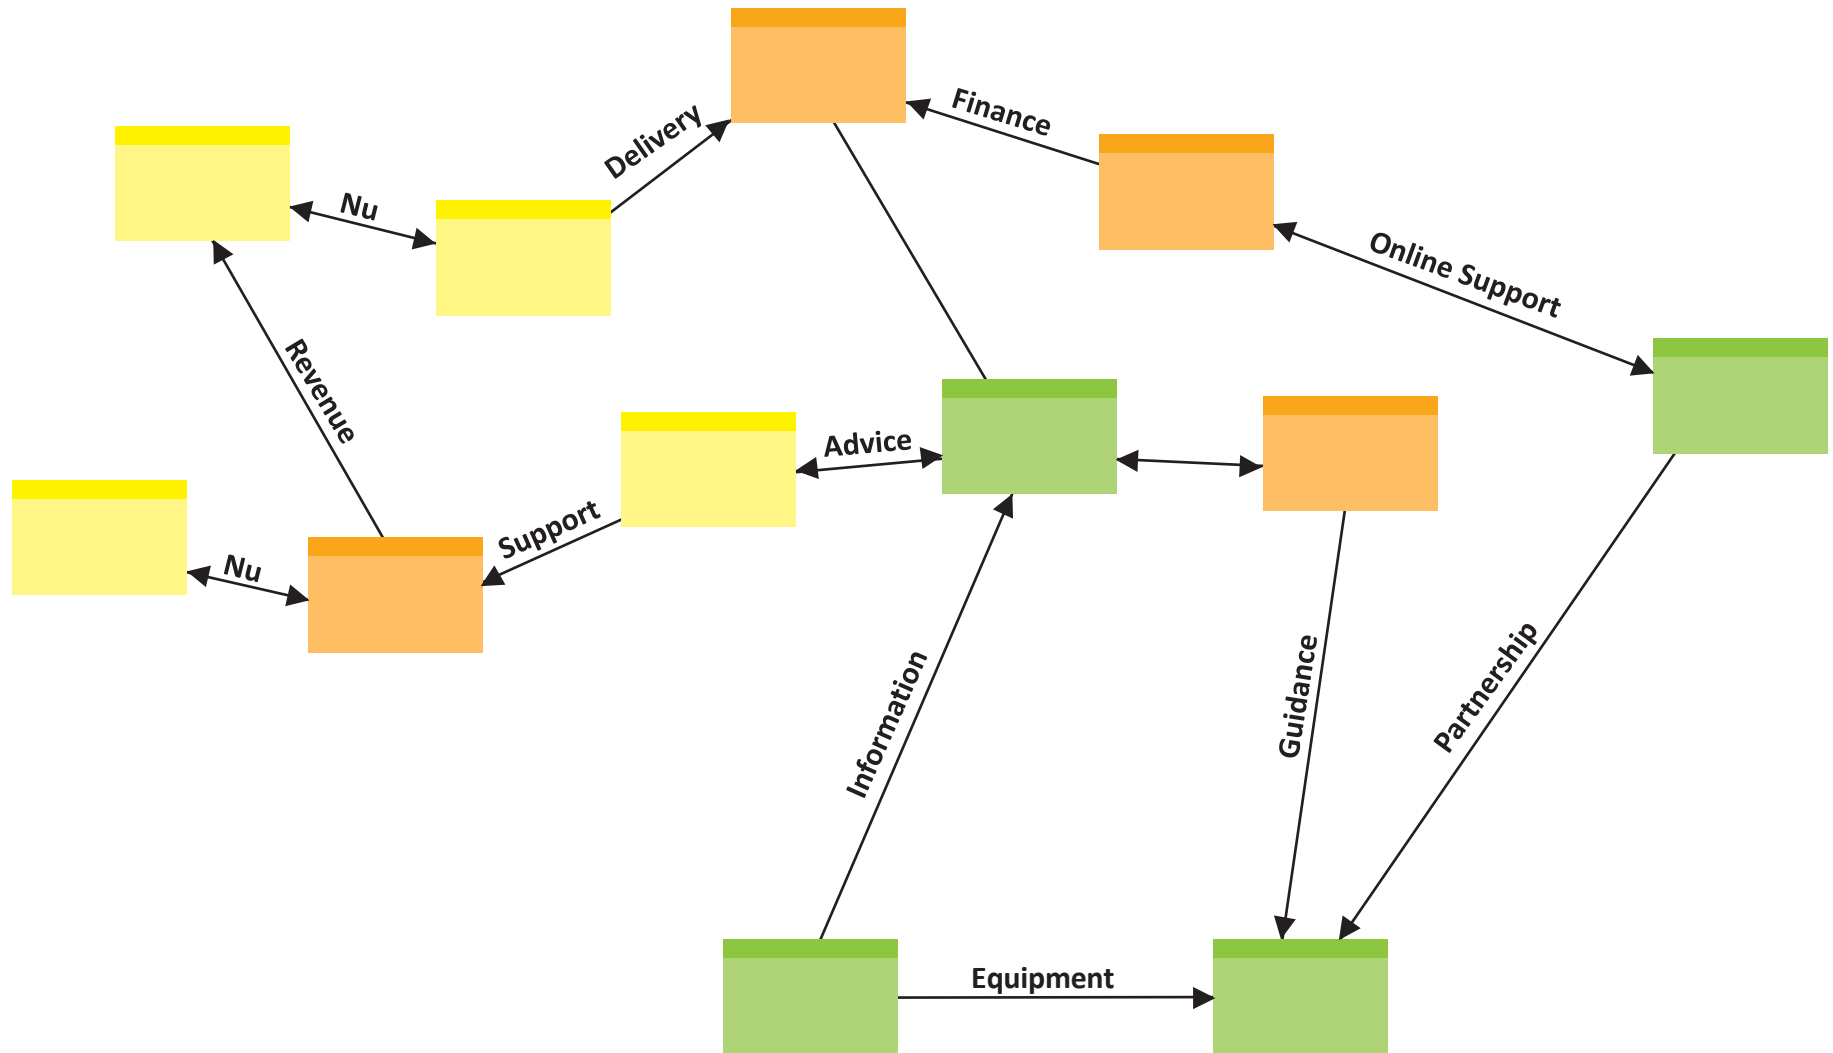 Finance
Delivery
Nu
Online Support
Revenue
Advice
Support
Nu
Information
Guidance
Partnership
Equipment